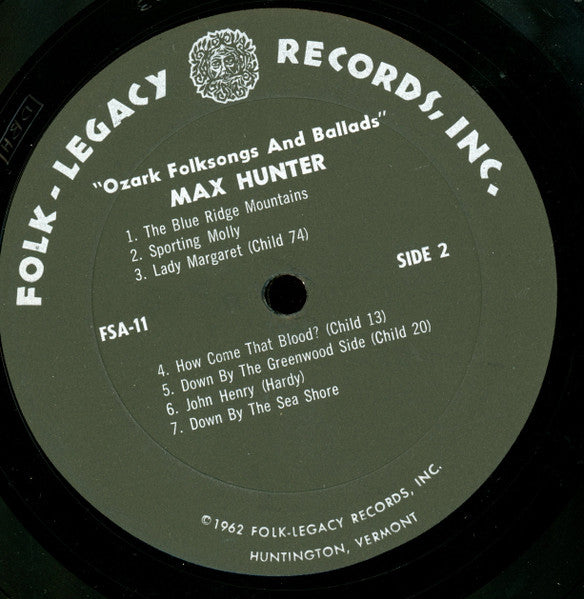 FOLK-LEGACY RECORDS, INC.
"Ozark Folksongs And Ballads"
MAX HUNTER
1. The Blue Ridge Mountains
2. Sporting Molly
3. Lady Margaret (Child 74)
SIDE 2
FSA-11
4. How Come That Blood? (Child 13)
5. Down By The Greenwood Side (Child 20)
6. John Henry (Hardy)
7. Down By The Sea Shore
©1962 FOLK-LEGACY RECORDS, INC.
HUNTINGTON, VERMONT